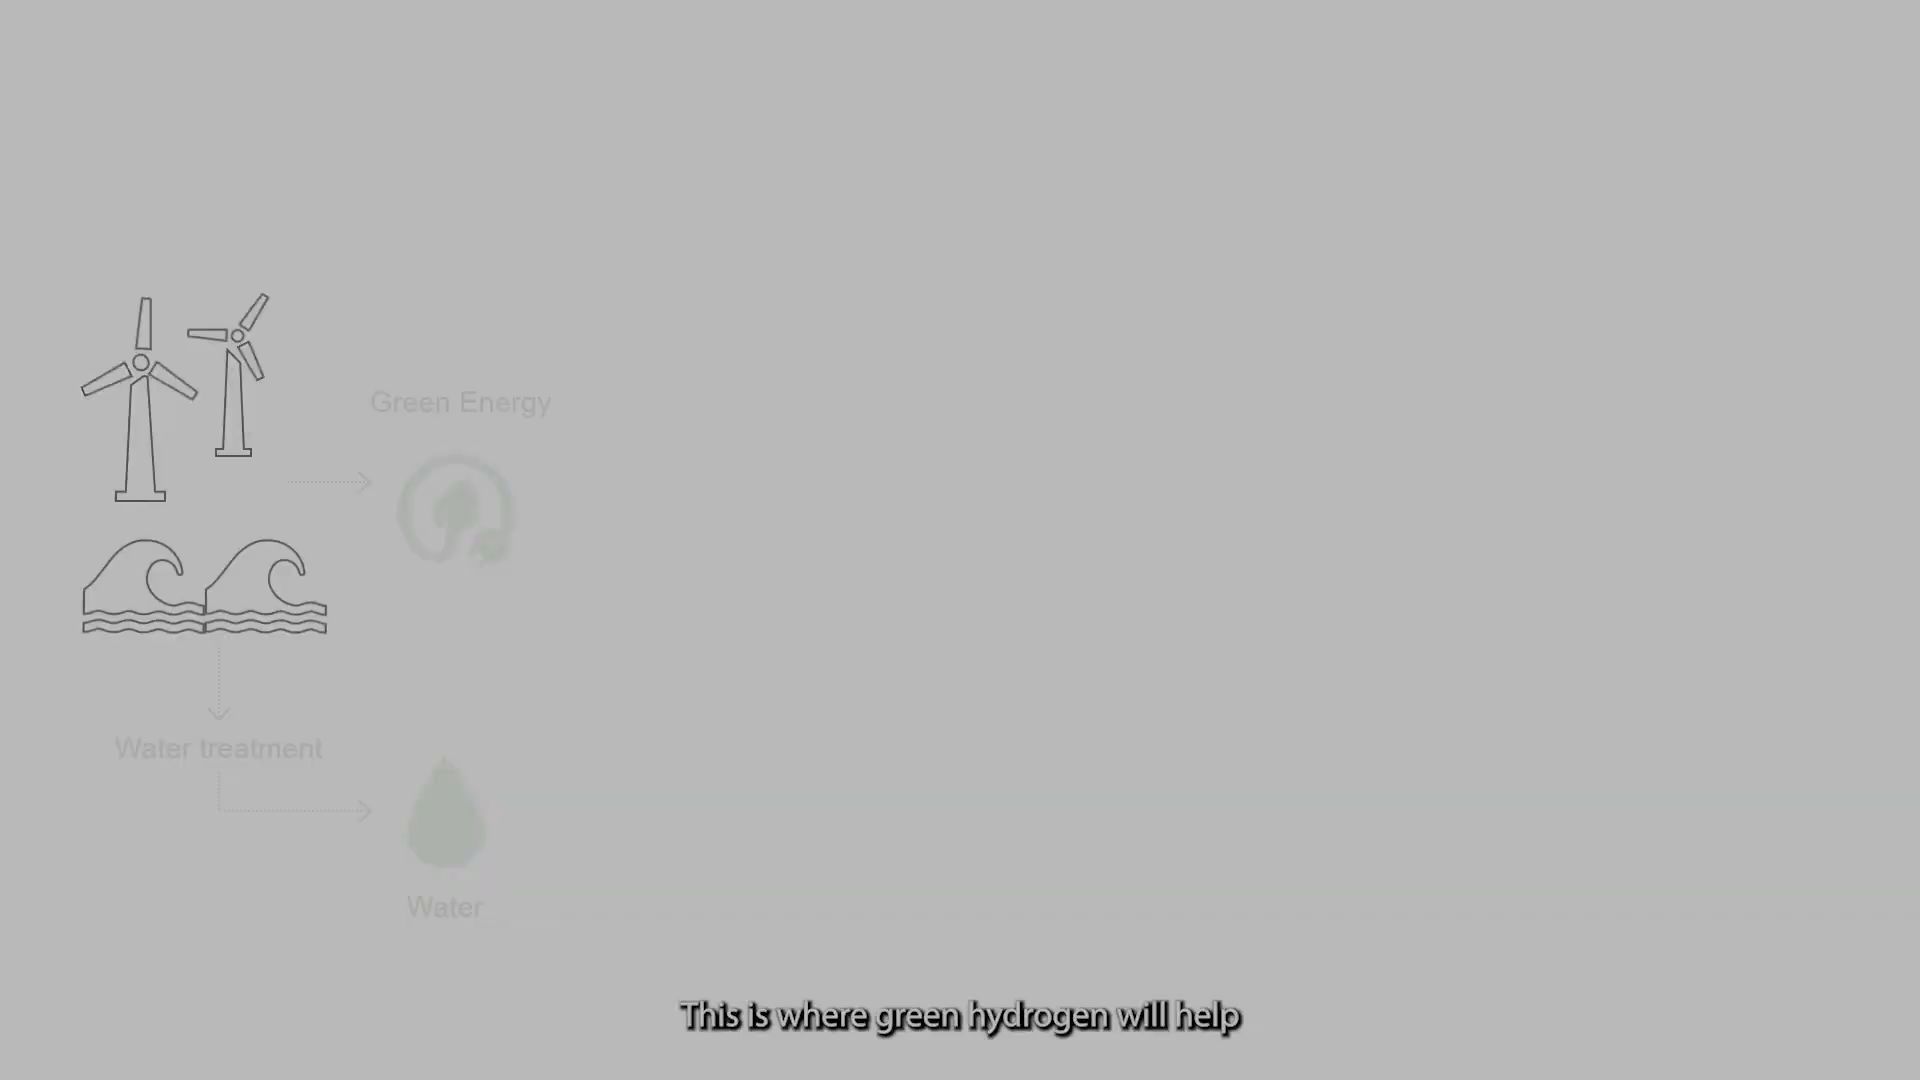 Green Energy
Water treatment
Water
This is where green hydrogen will help